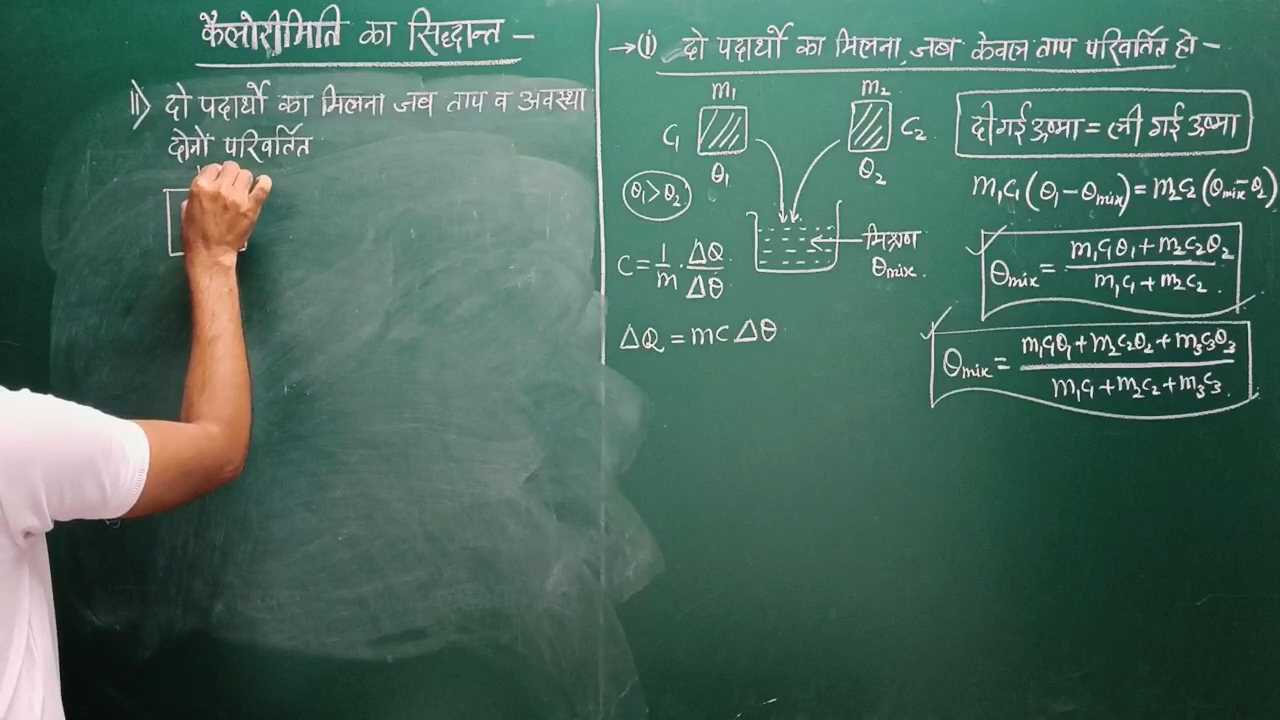 कैलोरीमिति का सिद्धान्त -
ii> दो पदार्थो का मिलना जब ताप व अवस्था
दोनों परिवर्तित
→(i) दो पदार्थो का मिलना, जब केवल ताप परिवर्तित हो -
m₁
m₂
C₁
C₂
θ₁
θ₂
θ₁>θ₂
मिश्रण
θmix.
C=1/m.ΔQ/Δθ
ΔQ = mCΔθ
दी गई ऊष्मा = ली गई ऊष्मा
m₁C₁(θ₁-θmix)=m₂C₂(θmix-θ₂)
θmix = m₁C₁θ₁+m₂C₂θ₂/m₁C₁+m₂C₂
θmix = m₁C₁θ₁+m₂C₂θ₂+m₃C₃θ₃/m₁C₁+m₂C₂+m₃C₃